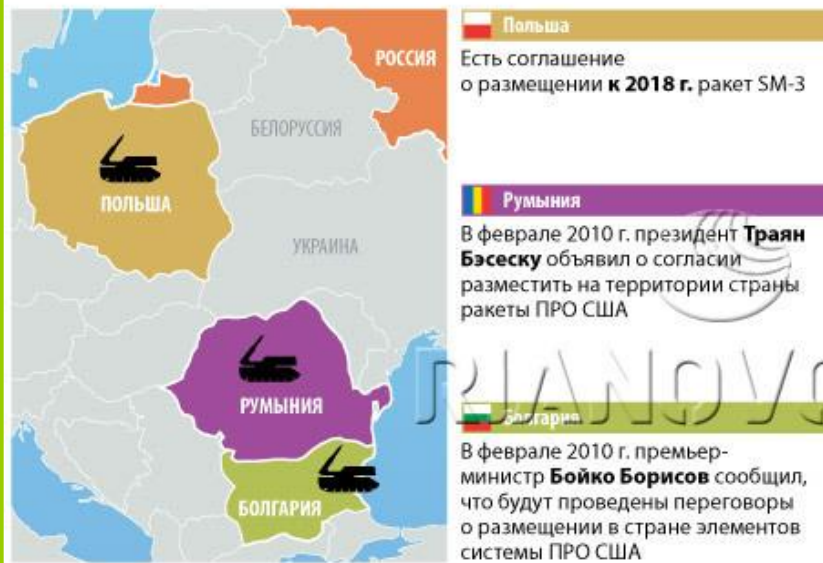 РОССИЯ
БЕЛОРУССИЯ
ПОЛЬША
УКРАИНА
РУМЫНИЯ
БОЛГАРИЯ
Польша
Есть соглашение
о размещении к 2018 г. ракет SM-3
Румыния
В феврале 2010 г. президент Траян
Бэсеску объявил о согласии
разместить на территории страны
ракеты ПРО США
RIANOVO
Болгария
В феврале 2010 г. премьер-
министр Бойко Борисов сообщил,
что будут проведены переговоры
о размещении в стране элементов
системы ПРО США